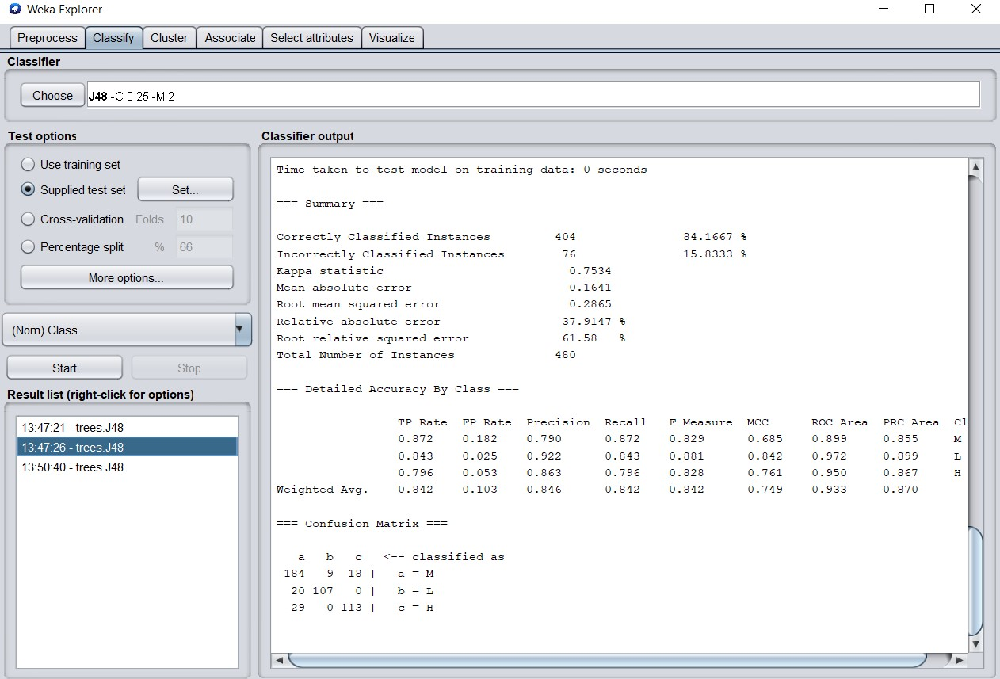 Weka Explorer
Preprocess Classify Cluster Associate Select attributes Visualize
Classifier
Choose J48 -C 0.25 -M 2
Test options
Use training set
Supplied test set Set...
Cross-validation Folds 10
Percentage split % 66
More options...
(Nom) Class
Start Stop
Result list (right-click for options)
13:47:21 - trees.J48
13:47:26 - trees.J48
13:50:40 - trees.J48
Classifier output
Time taken to test model on training data: 0 seconds
=== Summary ===
Correctly Classified Instances 404 84.1667 %
Incorrectly Classified Instances 76 15.8333 %
Kappa statistic 0.7534
Mean absolute error 0.1641
Root mean squared error 0.2865
Relative absolute error 37.9147 %
Root relative squared error 61.58 %
Total Number of Instances 480
=== Detailed Accuracy By Class ===
TP Rate FP Rate Precision Recall F-Measure MCC ROC Area PRC Area Cl
0.872 0.182 0.790 0.872 0.829 0.685 0.899 0.855 M
0.843 0.025 0.922 0.843 0.881 0.842 0.972 0.899 L
0.796 0.053 0.863 0.796 0.828 0.761 0.950 0.867 H
Weighted Avg. 0.842 0.103 0.846 0.842 0.842 0.749 0.933 0.870
=== Confusion Matrix ===
a b c <-- classified as
184 9 18 | a = M
20 107 0 | b = L
29 0 113 | c = H